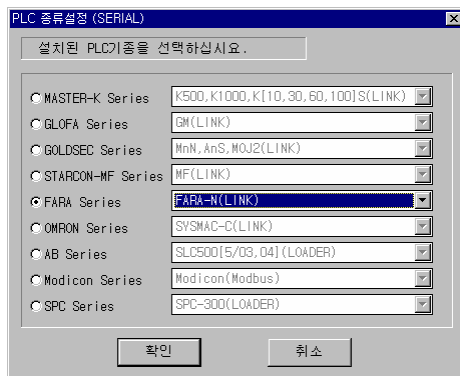 PLC 종류설정 (SERIAL)
설치된 PLC기종을 선택하십시요.
MASTER-K Series K500,K1000,K[10,30,60,100]S(LINK)
GLOFA Series GM(LINK)
GOLDSEC Series MnN,AnS,MOJ2(LINK)
STARCON-MF Series MF(LINK)
FARA Series FARA-N(LINK)
OMRON Series SYSMAC-C(LINK)
AB Series SLC500[5/03,04](LOADER)
Modicon Series Modicon(Modbus)
SPC Series SPC-300(LOADER)
확인 취소